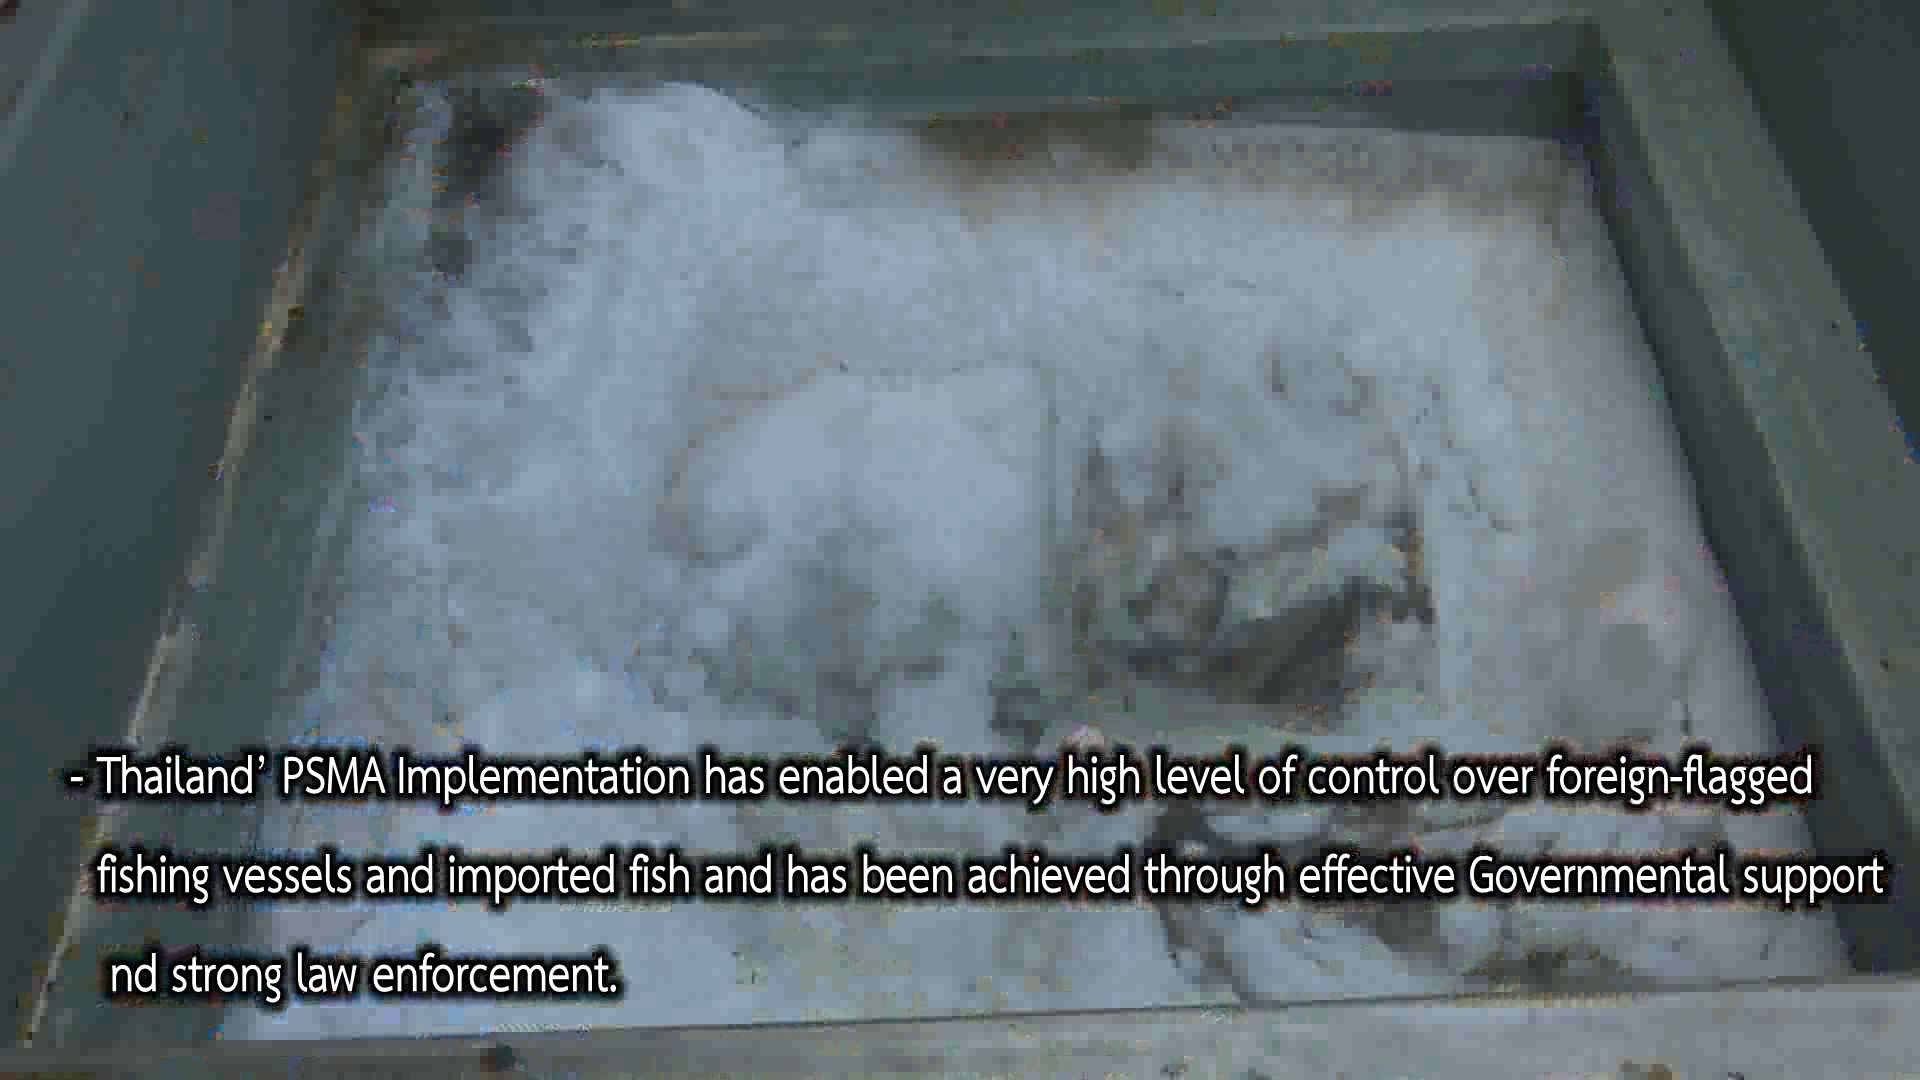 - Thailand’ PSMA Implementation has enabled a very high level of control over foreign-flagged
fishing vessels and imported fish and has been achieved through effective Governmental support
nd strong law enforcement.